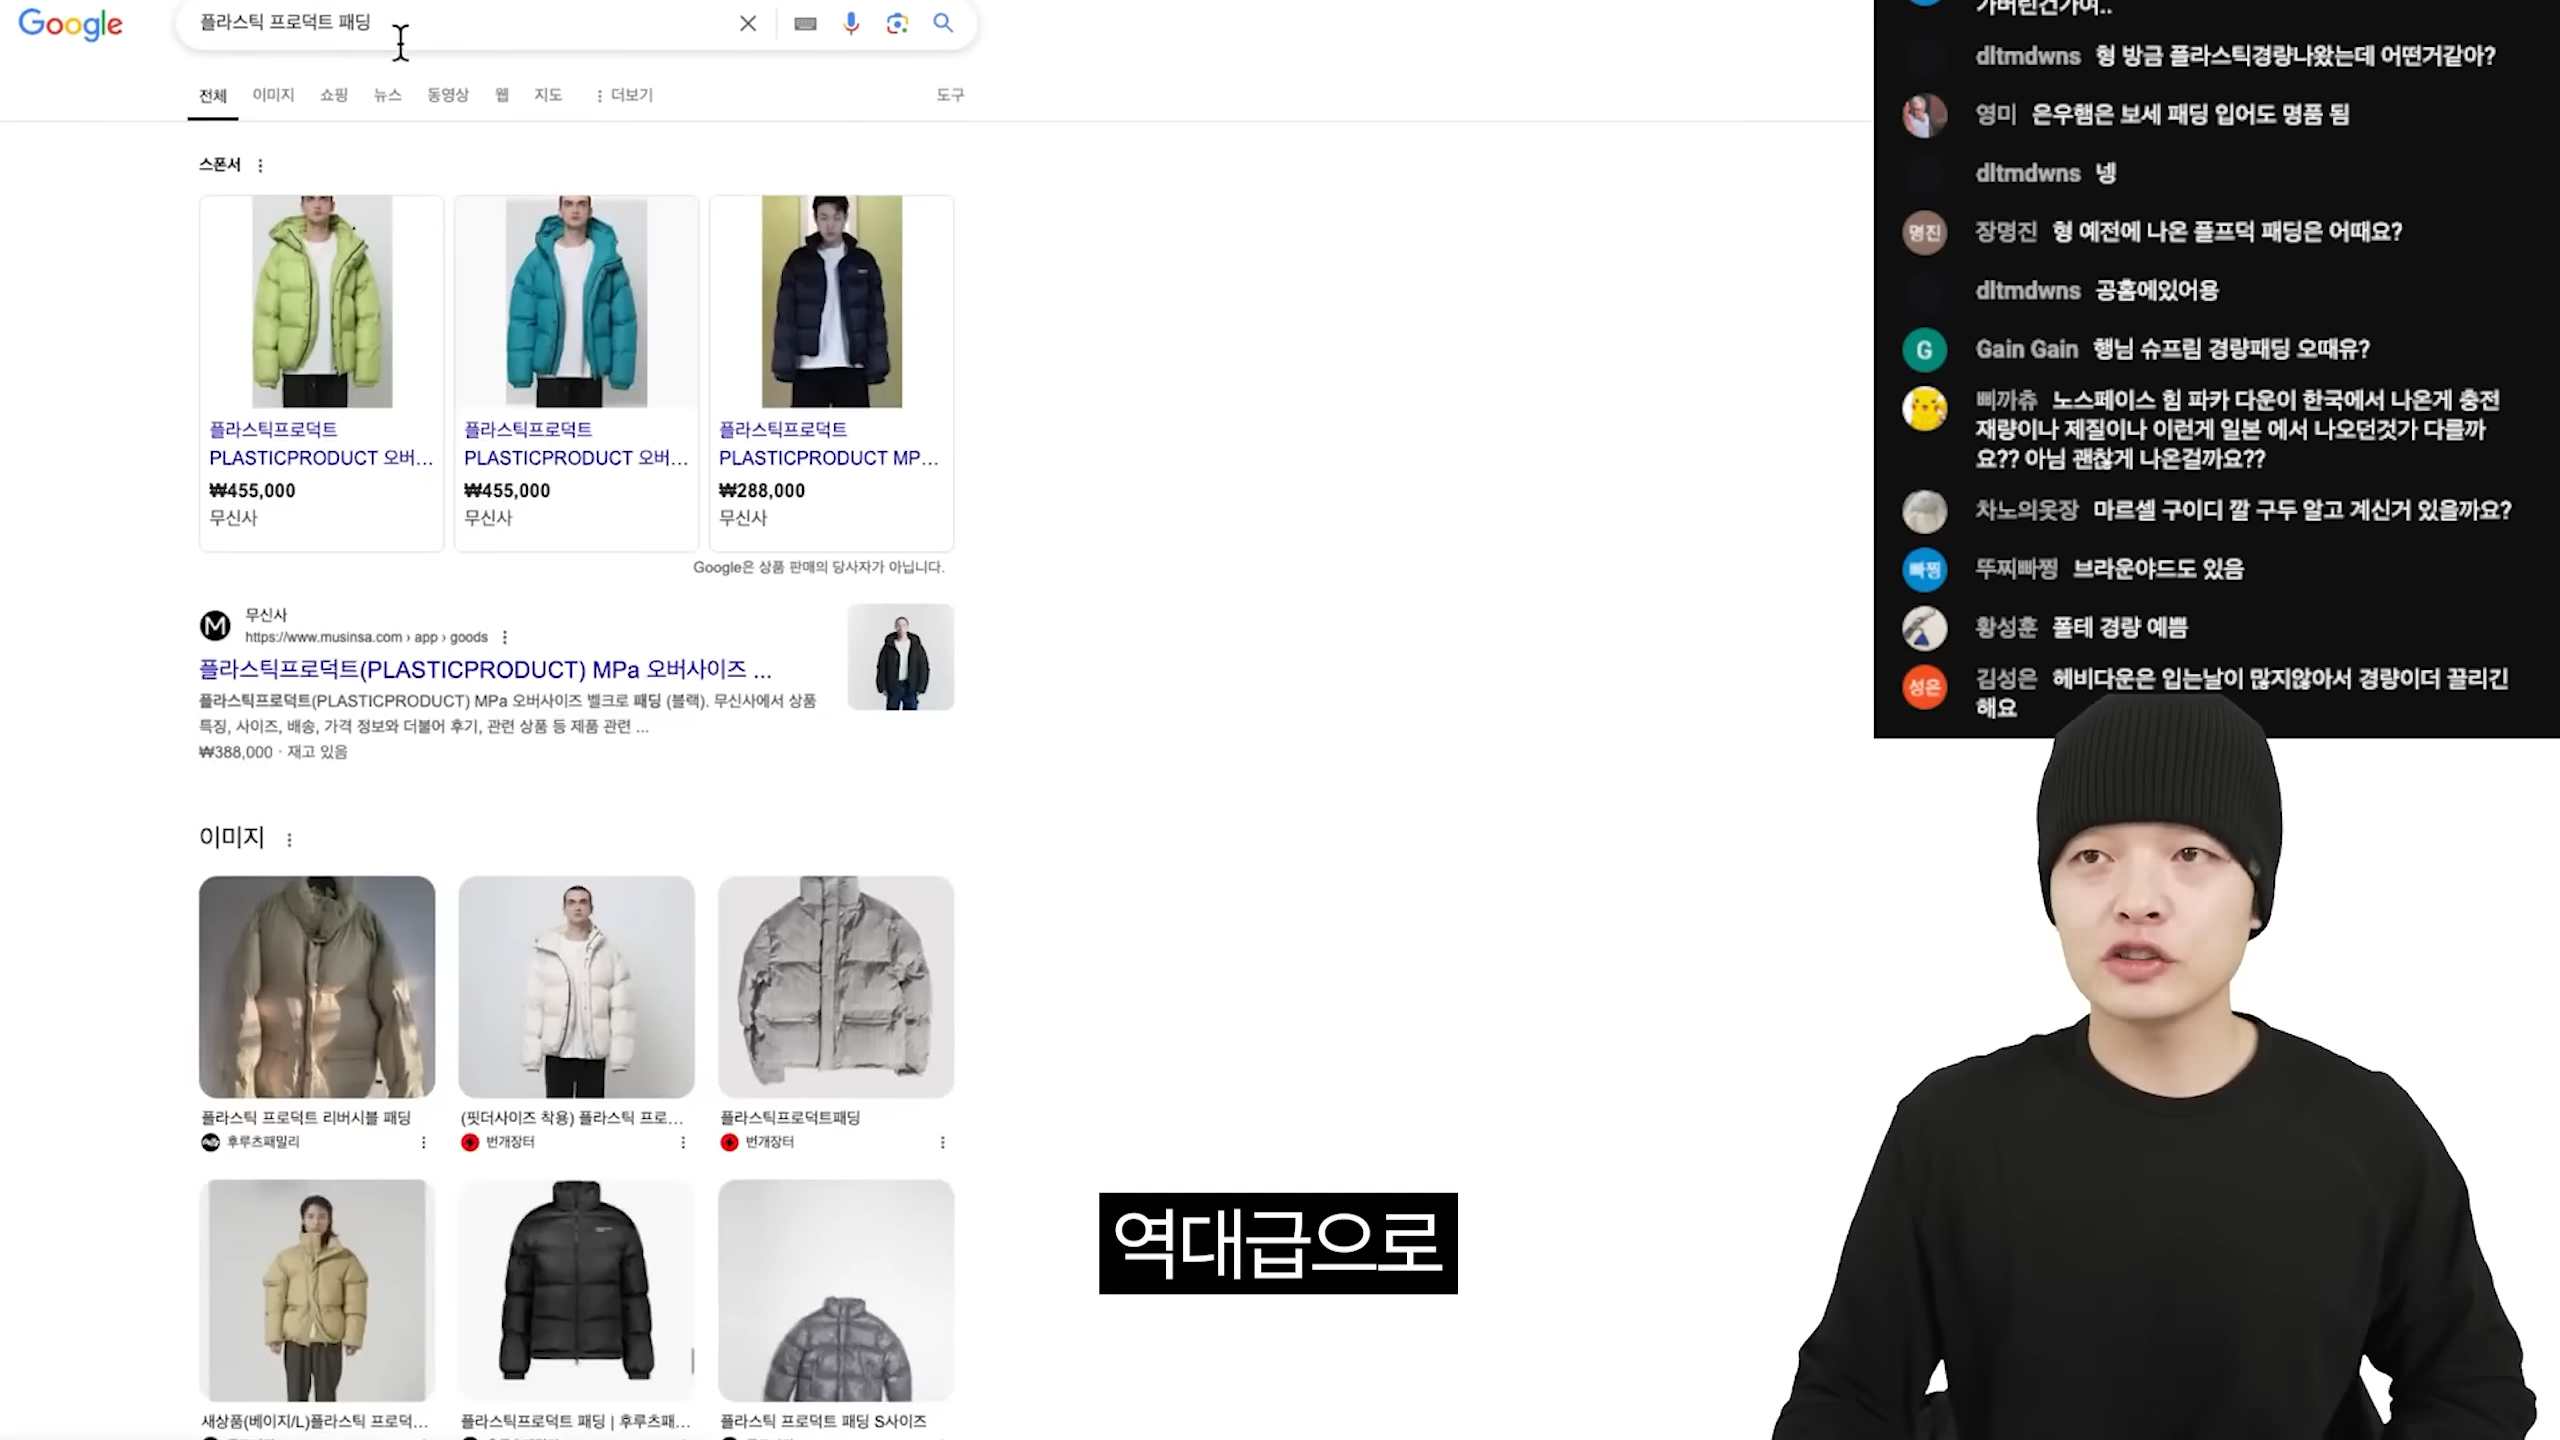 Google
플라스틱 프로덕트 패딩
전체 이미지 쇼핑 뉴스 동영상 웹 지도 더보기 도구
스폰서
플라스틱프로덕트
PLASTICPRODUCT 오버...
₩455,000
무신사
플라스틱프로덕트
PLASTICPRODUCT 오버...
₩455,000
무신사
플라스틱프로덕트
PLASTICPRODUCT MP...
₩288,000
무신사
Google은 상품 판매의 당사자가 아닙니다.
무신사
https://www.musinsa.com › app › goods
플라스틱프로덕트(PLASTICPRODUCT) MPa 오버사이즈 ...
플라스틱프로덕트(PLASTICPRODUCT) MPa 오버사이즈 벨크로 패딩 (블랙). 무신사에서 상품
특징, 사이즈, 배송, 가격 정보와 더불어 후기, 관련 상품 등 제품 관련 ...
₩388,000 · 재고 있음
이미지
플라스틱 프로덕트 리버시블 패딩
후루츠패밀리
(핏더사이즈 착용) 플라스틱 프로...
번개장터
플라스틱프로덕트패딩
번개장터
새상품(베이지/L)플라스틱 프로덕...
플라스틱프로덕트 패딩 | 후루츠패...
플라스틱 프로덕트 패딩 S사이즈
가버린건가여..
dltmdwns 형 방금 플라스틱경량나왔는데 어떤거같아?
영미 은우햄은 보세 패딩 입어도 명품 됨
dltmdwns 넹
명진 장명진 형 예전에 나온 플프덕 패딩은 어때요?
dltmdwns 공홈에있어용
G Gain Gain 행님 슈프림 경량패딩 오때유?
삐까츄 노스페이스 힘 파카 다운이 한국에서 나온게 충전
재량이나 제질이나 이런게 일본 에서 나오던것가 다를까
요?? 아님 괜찮게 나온걸까요??
차노의옷장 마르셀 구이디 깔 구두 알고 계신거 있을까요?
빠찡 뚜찌빠찡 브라운야드도 있음
황성훈 폴테 경량 예쁨
성은 김성은 헤비다운은 입는날이 많지않아서 경량이더 끌리긴
해요
역대급으로